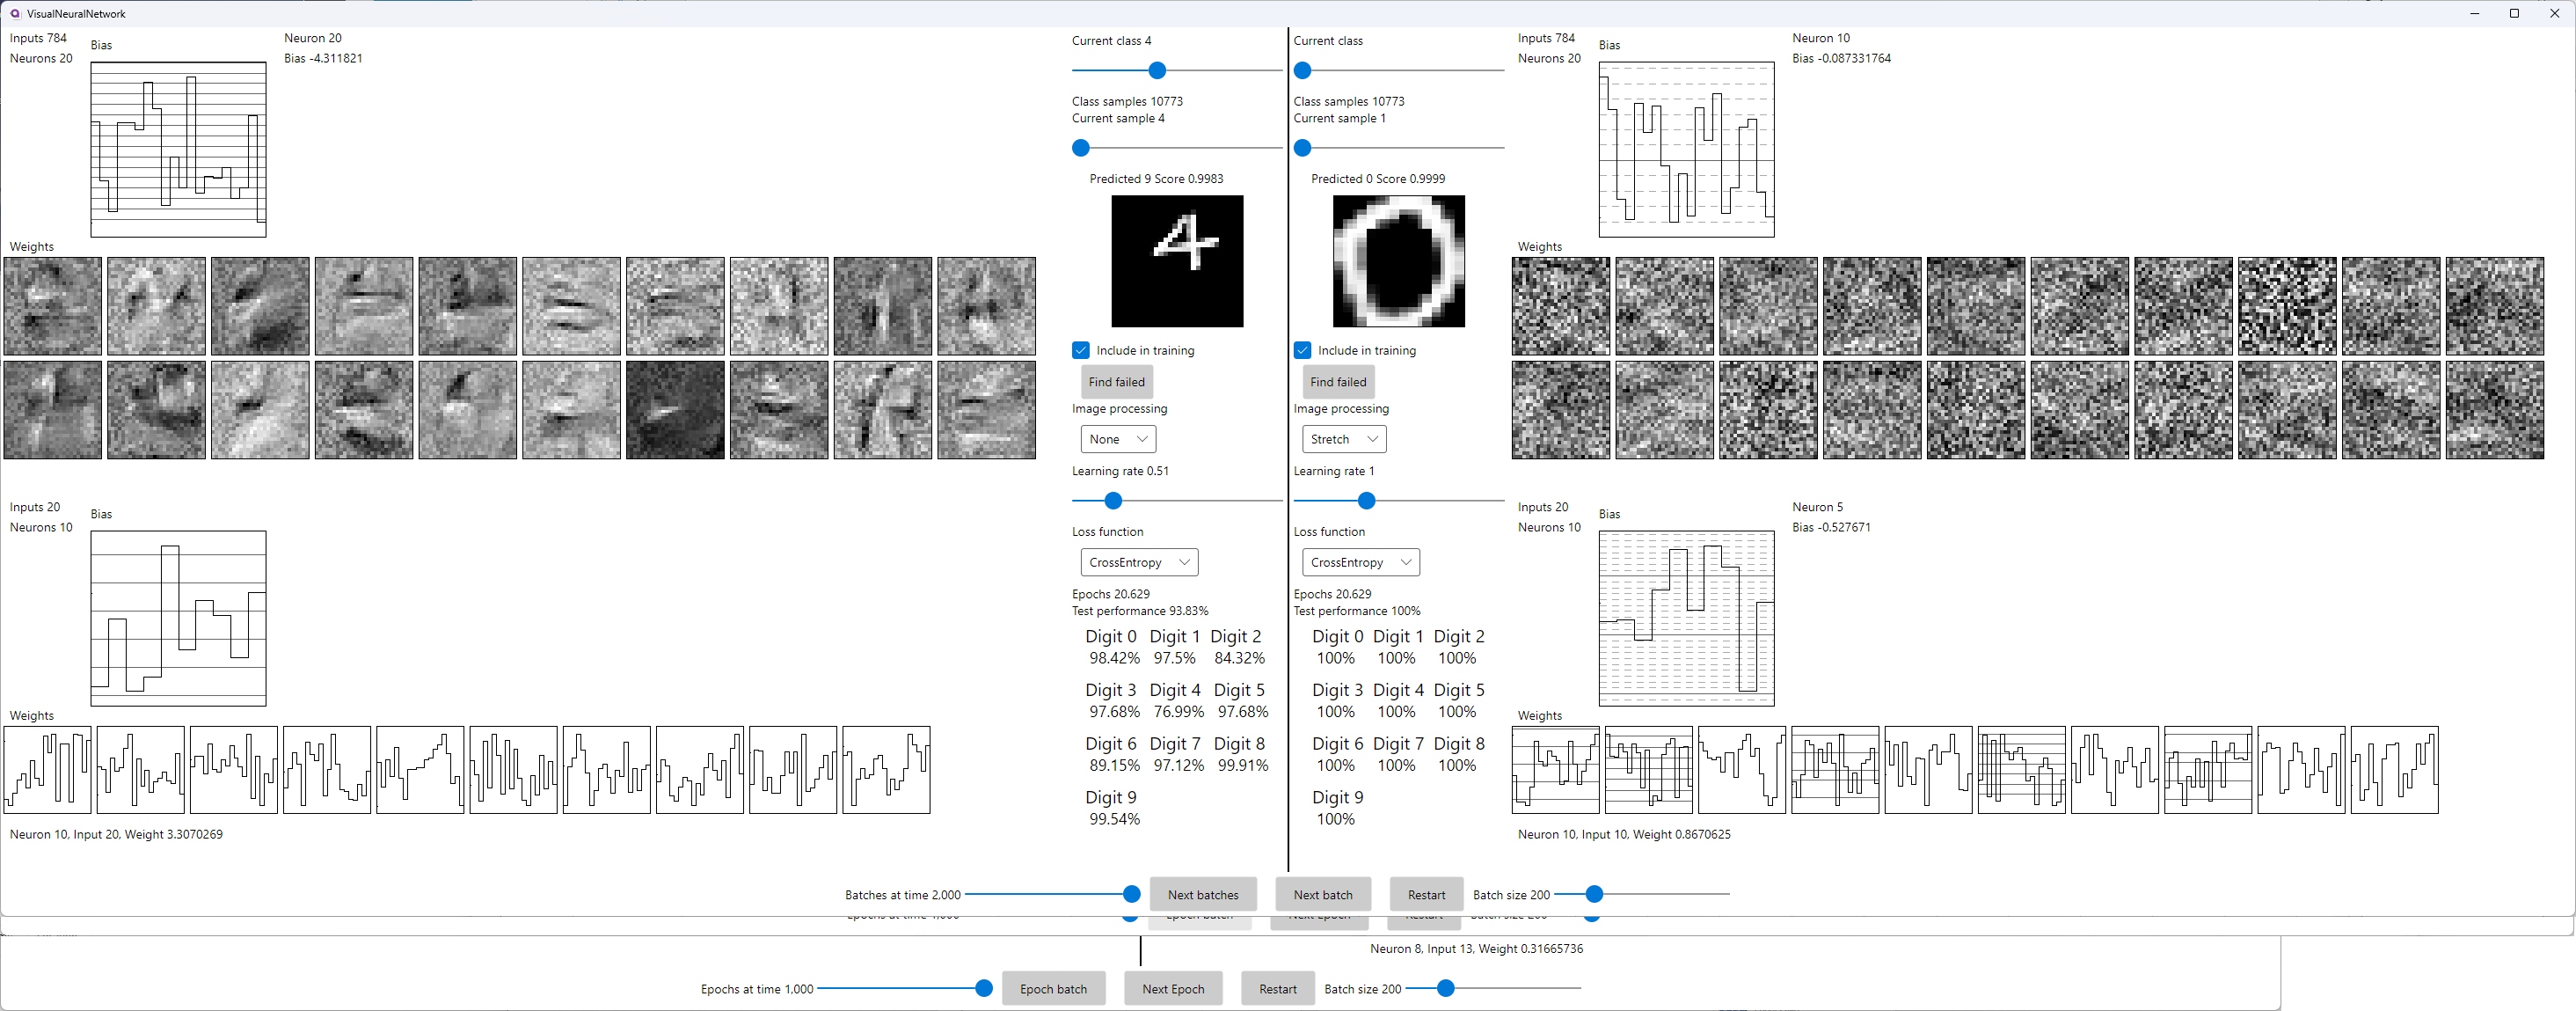 VisualNeuralNetwork
Inputs 784
Neurons 20
Bias
Neuron 20
Bias -4.311821
Weights
Inputs 20
Neurons 10
Bias
Weights
Neuron 10, Input 20, Weight 3.3070269
Current class 4
Class samples 10773
Current sample 4
Predicted 9 Score 0.9983
4
Include in training
Find failed
Image processing
None
Learning rate 0.51
Loss function
CrossEntropy
Epochs 20.629
Test performance 93.83%
Digit 0 Digit 1 Digit 2
98.42% 97.5% 84.32%
Digit 3 Digit 4 Digit 5
97.68% 76.99% 97.68%
Digit 6 Digit 7 Digit 8
89.15% 97.12% 99.91%
Digit 9
99.54%
Current class
Class samples 10773
Current sample 1
Predicted 0 Score 0.9999
0
Include in training
Find failed
Image processing
Stretch
Learning rate 1
Loss function
CrossEntropy
Epochs 20.629
Test performance 100%
Digit 0 Digit 1 Digit 2
100% 100% 100%
Digit 3 Digit 4 Digit 5
100% 100% 100%
Digit 6 Digit 7 Digit 8
100% 100% 100%
Digit 9
100%
Inputs 784
Neurons 20
Bias
Neuron 10
Bias -0.087331764
Weights
Inputs 20
Neurons 10
Bias
Neuron 5
Bias -0.527671
Weights
Neuron 10, Input 10, Weight 0.8670625
Batches at time 2,000 Next batches Next batch Restart Batch size 200
Neuron 8, Input 13, Weight 0.31665736
Epochs at time 1,000 Epoch batch Next Epoch Restart Batch size 200